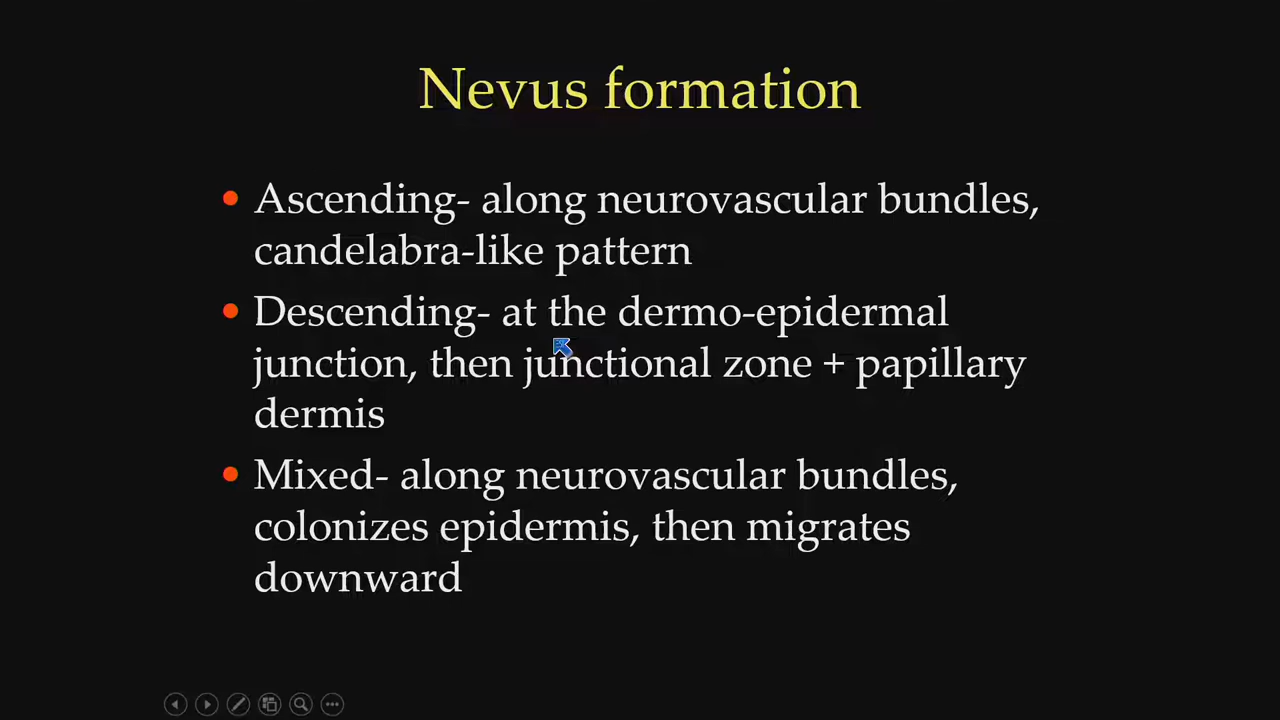 Nevus formation
• Ascending- along neurovascular bundles,
candelabra-like pattern
• Descending- at the dermo-epidermal
junction, then junctional zone + papillary
dermis
• Mixed- along neurovascular bundles,
colonizes epidermis, then migrates
downward